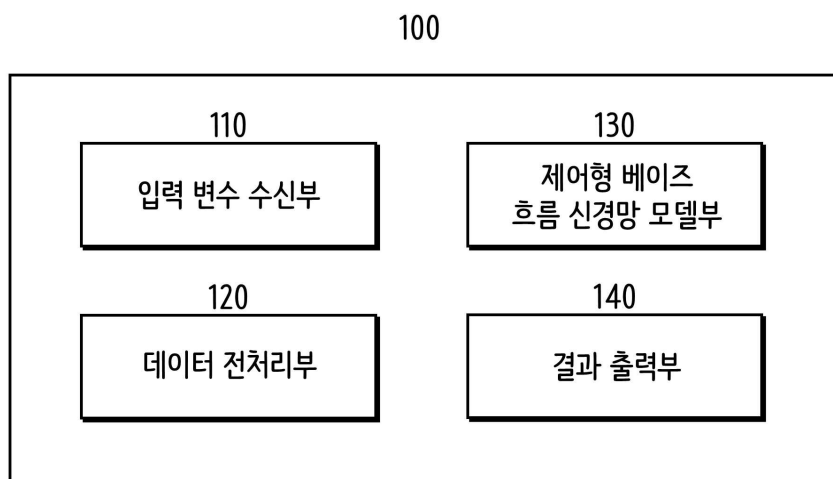 100
110
입력 변수 수신부
130
제어형 베이즈
흐름 신경망 모델부
120
데이터 전처리부
140
결과 출력부